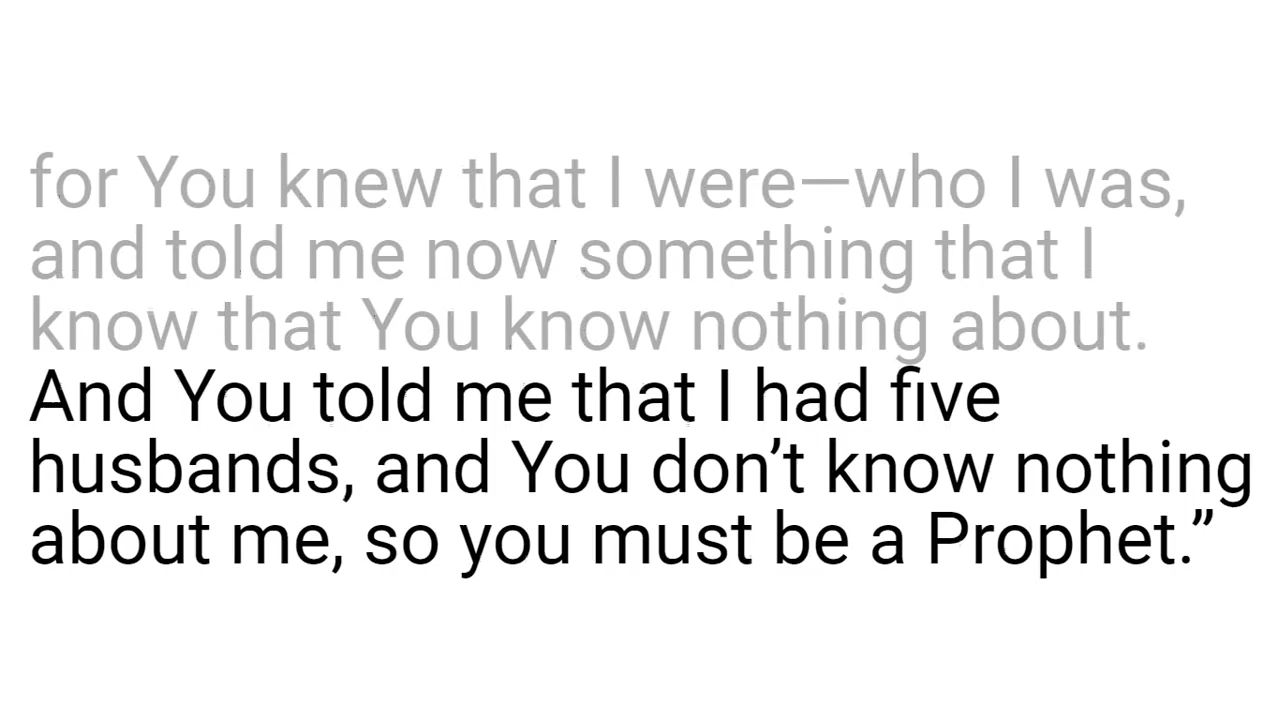 for You knew that I were—who I was,
and told me now something that I
know that You know nothing about.
And You told me that I had five
husbands, and You don’t know nothing
about me, so you must be a Prophet.”